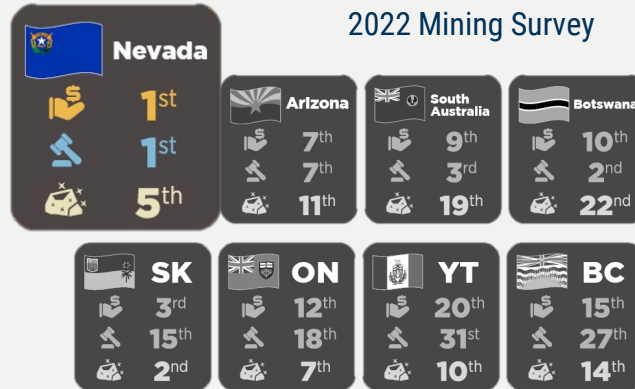 2022 Mining Survey
Nevada
1st
1st
5th
Arizona
7th
7th
11th
South
Australia
9th
3rd
19th
Botswana
10th
2nd
22nd
SK
3rd
15th
2nd
ON
12th
18th
7th
YT
20th
31st
10th
BC
15th
27th
14th